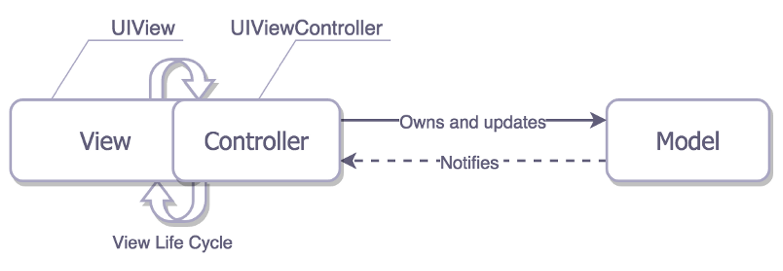 UIView
UIViewController
View
Controller
Owns and updates
Model
Notifies
View Life Cycle